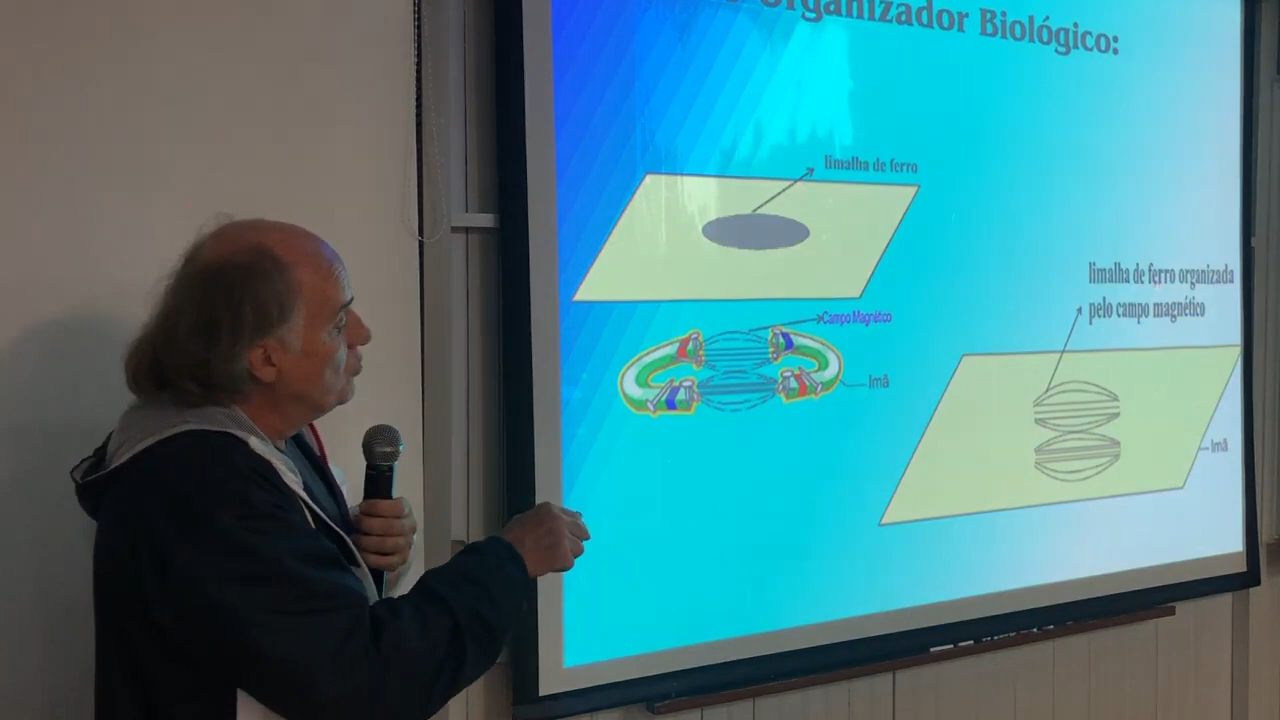 organizador Biológico:
limalha de ferro
limalha de ferro organizada
pelo campo magnético
Campo Magnético
Imã
Imã